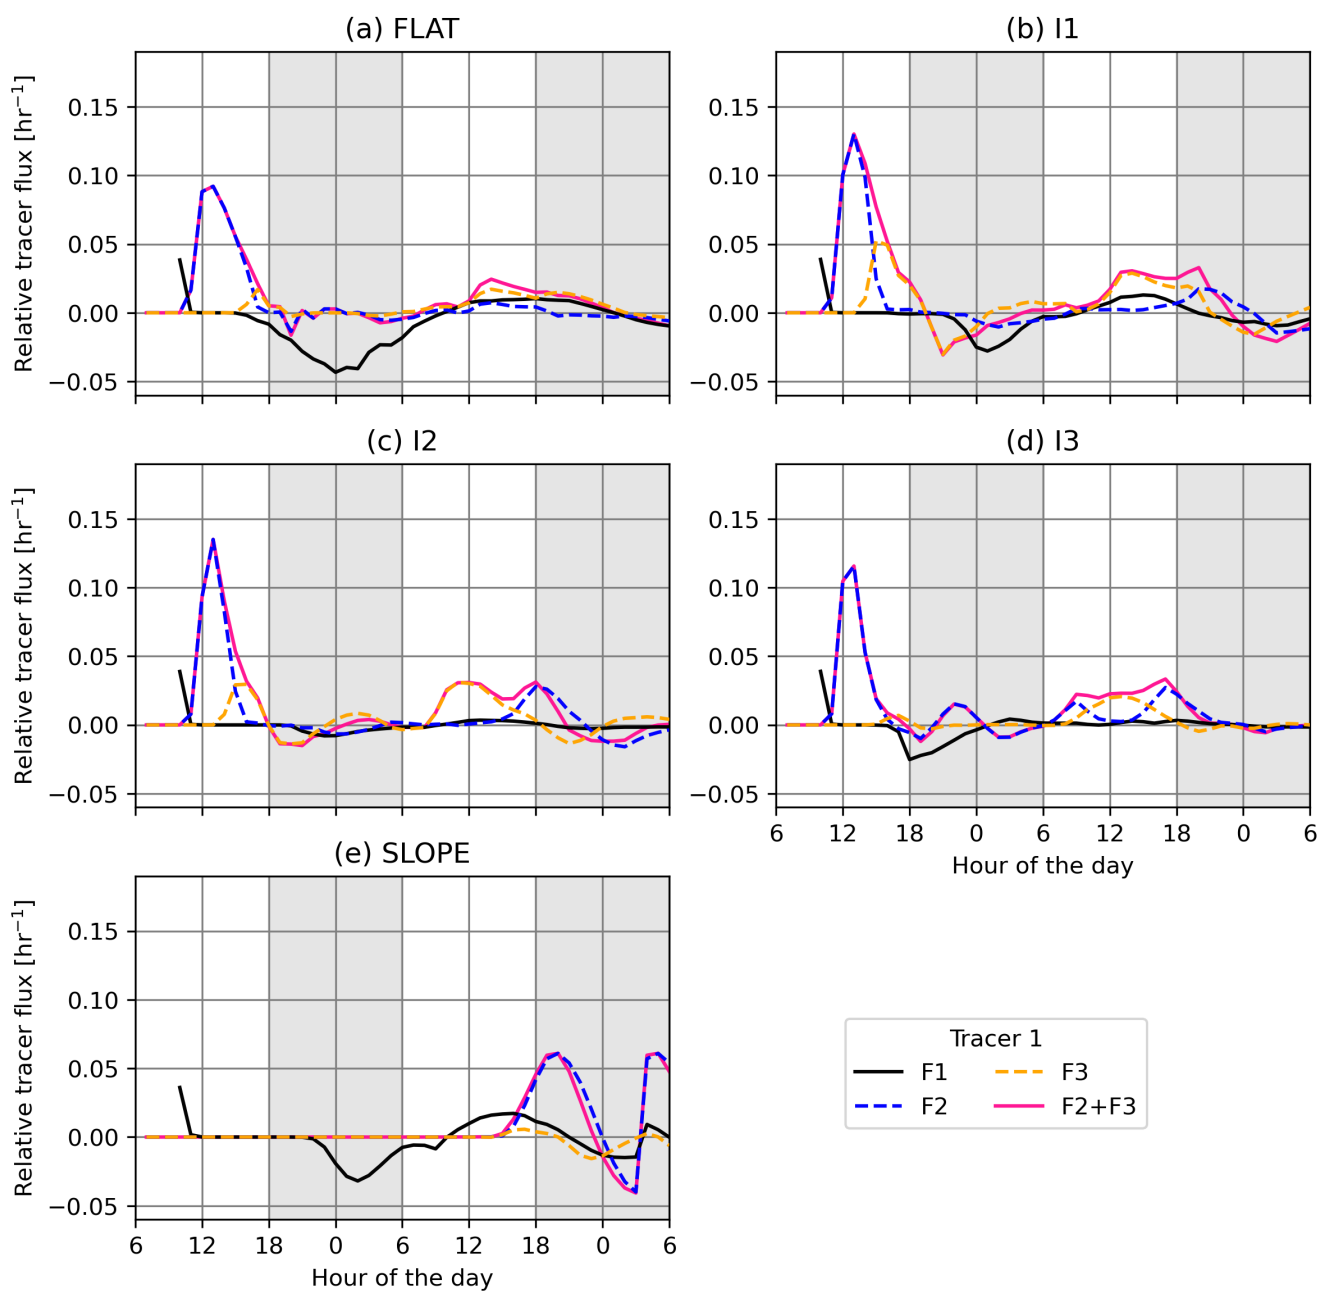 (a) FLAT
Relative tracer flux [hr⁻¹]
0.15
0.10
0.05
0.00
−0.05
(b) I1
0.15
0.10
0.05
0.00
−0.05
(c) I2
Relative tracer flux [hr⁻¹]
0.15
0.10
0.05
0.00
−0.05
(d) I3
0.15
0.10
0.05
0.00
−0.05
6 12 18 0 6 12 18 0 6
Hour of the day
(e) SLOPE
Relative tracer flux [hr⁻¹]
0.15
0.10
0.05
0.00
−0.05
6 12 18 0 6 12 18 0 6
Hour of the day
Tracer 1
F1 F3
F2 F2+F3